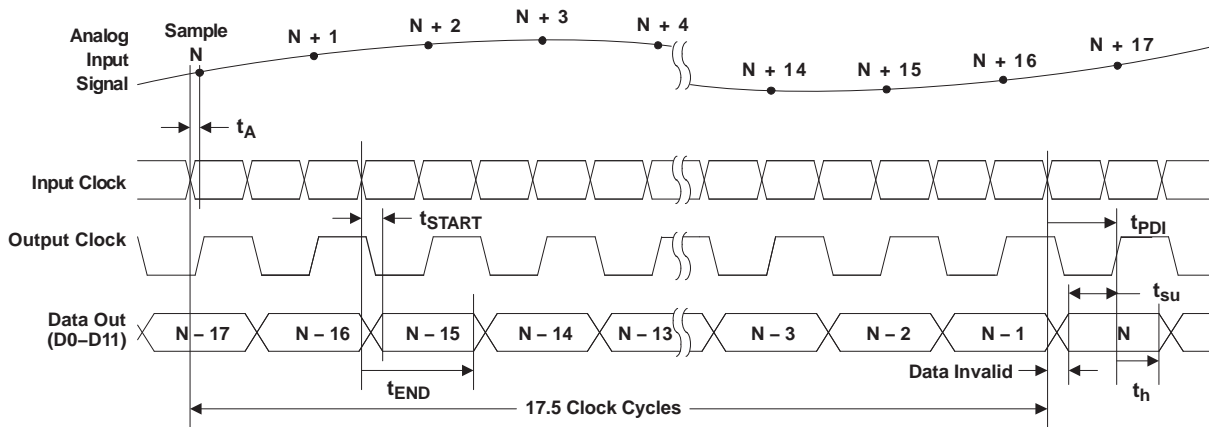 Analog
Input
Signal
Sample
N
N + 1
N + 2
N + 3
N + 4
N + 14
N + 15
N + 16
N + 17
tA
Input Clock
tSTART
tPDI
Output Clock
tsu
Data Out
(D0–D11)
N – 17
N – 16
N – 15
N – 14
N – 13
N – 3
N – 2
N – 1
N
Data Invalid
tEND
th
17.5 Clock Cycles